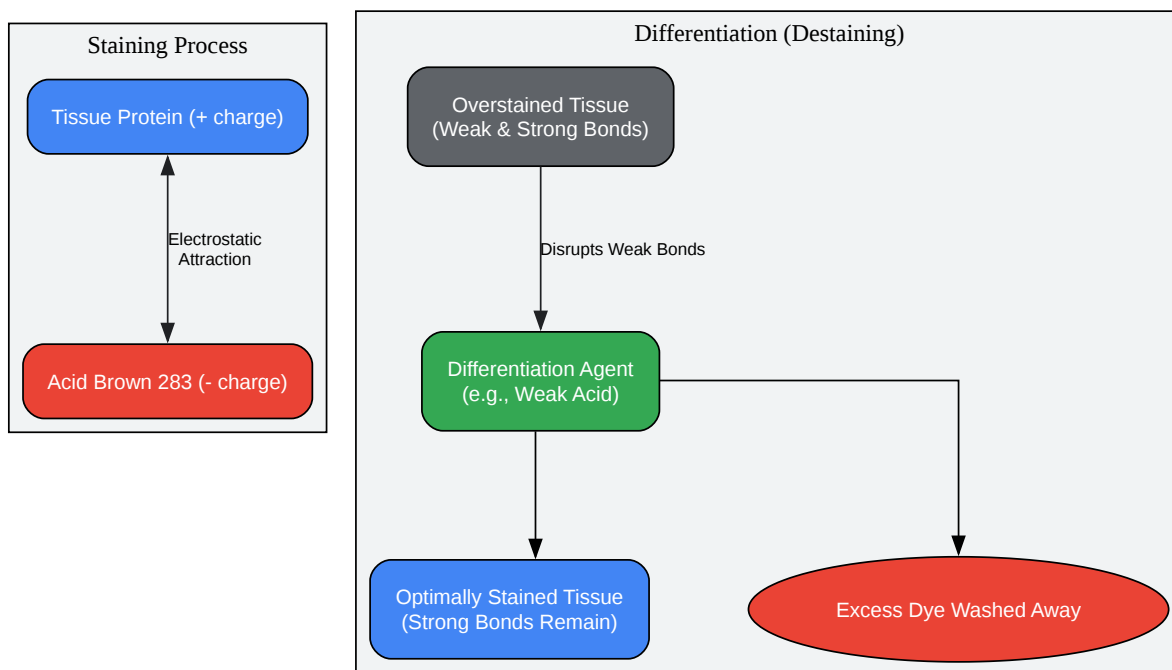 Staining Process
Tissue Protein (+ charge)
Electrostatic
Attraction
Acid Brown 283 (- charge)
Differentiation (Destaining)
Overstained Tissue
(Weak & Strong Bonds)
Disrupts Weak Bonds
Differentiation Agent
(e.g., Weak Acid)
Optimally Stained Tissue
(Strong Bonds Remain)
Excess Dye Washed Away